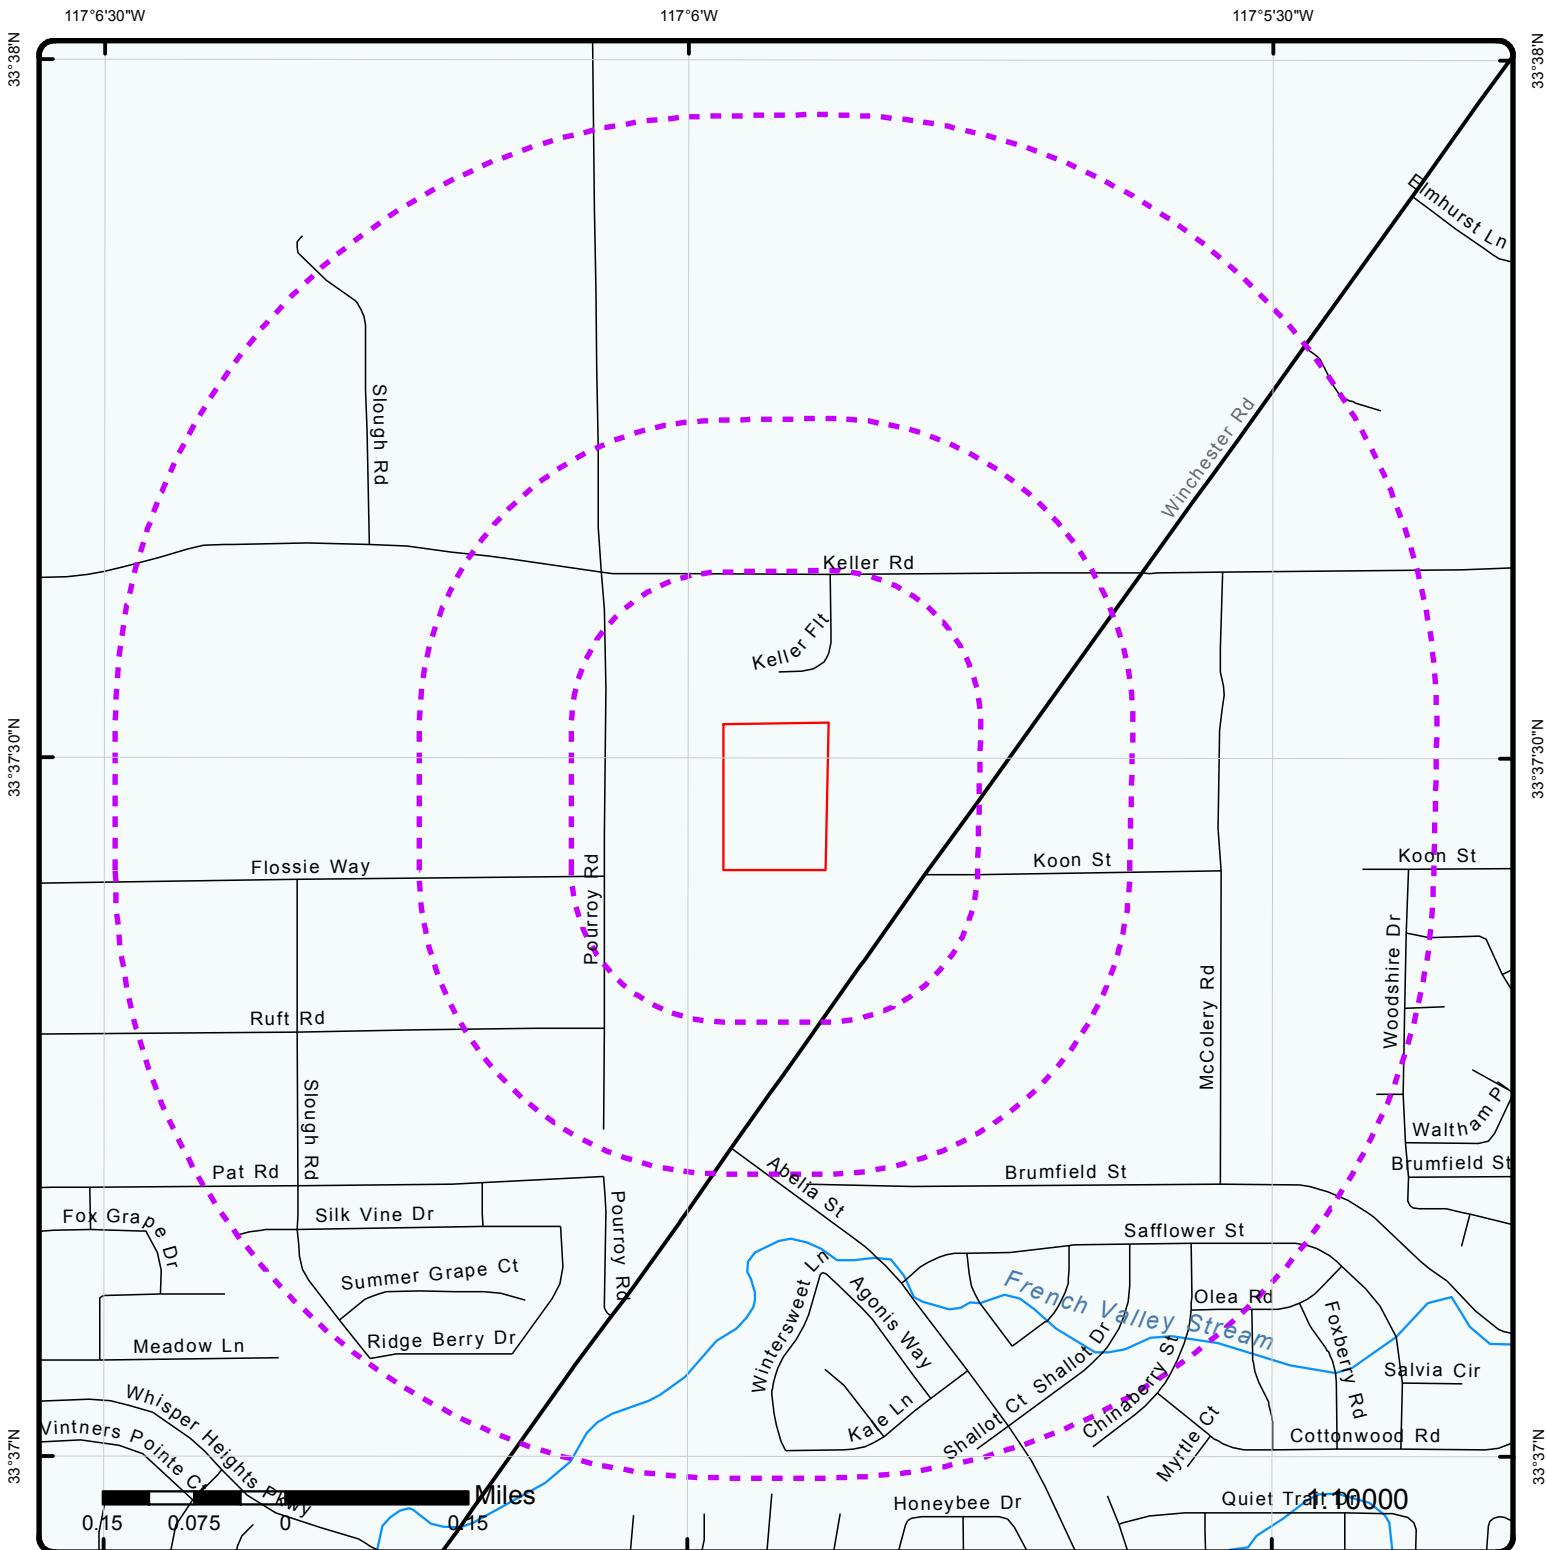 117°6'30"W
117°6'W
117°5'30"W
33°38'N
33°38'N
Elmhurst Ln
Slough Rd
Winchester Rd
Keller Rd
Keller Flt
33°37'30"N
33°37'30"N
Flossie Way
Pourroy Rd
Koon St
Koon St
Woodshire Dr
McColery Rd
Ruft Rd
Slough Rd
Waltham Pl
Pat Rd
Abelia St
Brumfield St
Brumfield St
Fox Grape Dr
Silk Vine Dr
Pourroy Rd
Safflower St
Summer Grape Ct
Wintersweet Ln
Agonis Way
French Valley Stream
Olea Rd
Foxberry Rd
Meadow Ln
Ridge Berry Dr
Shallot Dr
Chinaberry St
Salvia Cir
Whisper Heights Pkwy
Vintners Pointe Ct
Kale Ln
Shallot Ct
Myrtle Ct
Cottonwood Rd
33°37'N
33°37'N
Miles
0.15 0.075 0 0.15
Honeybee Dr
Quiet Trail Dr
1:10000